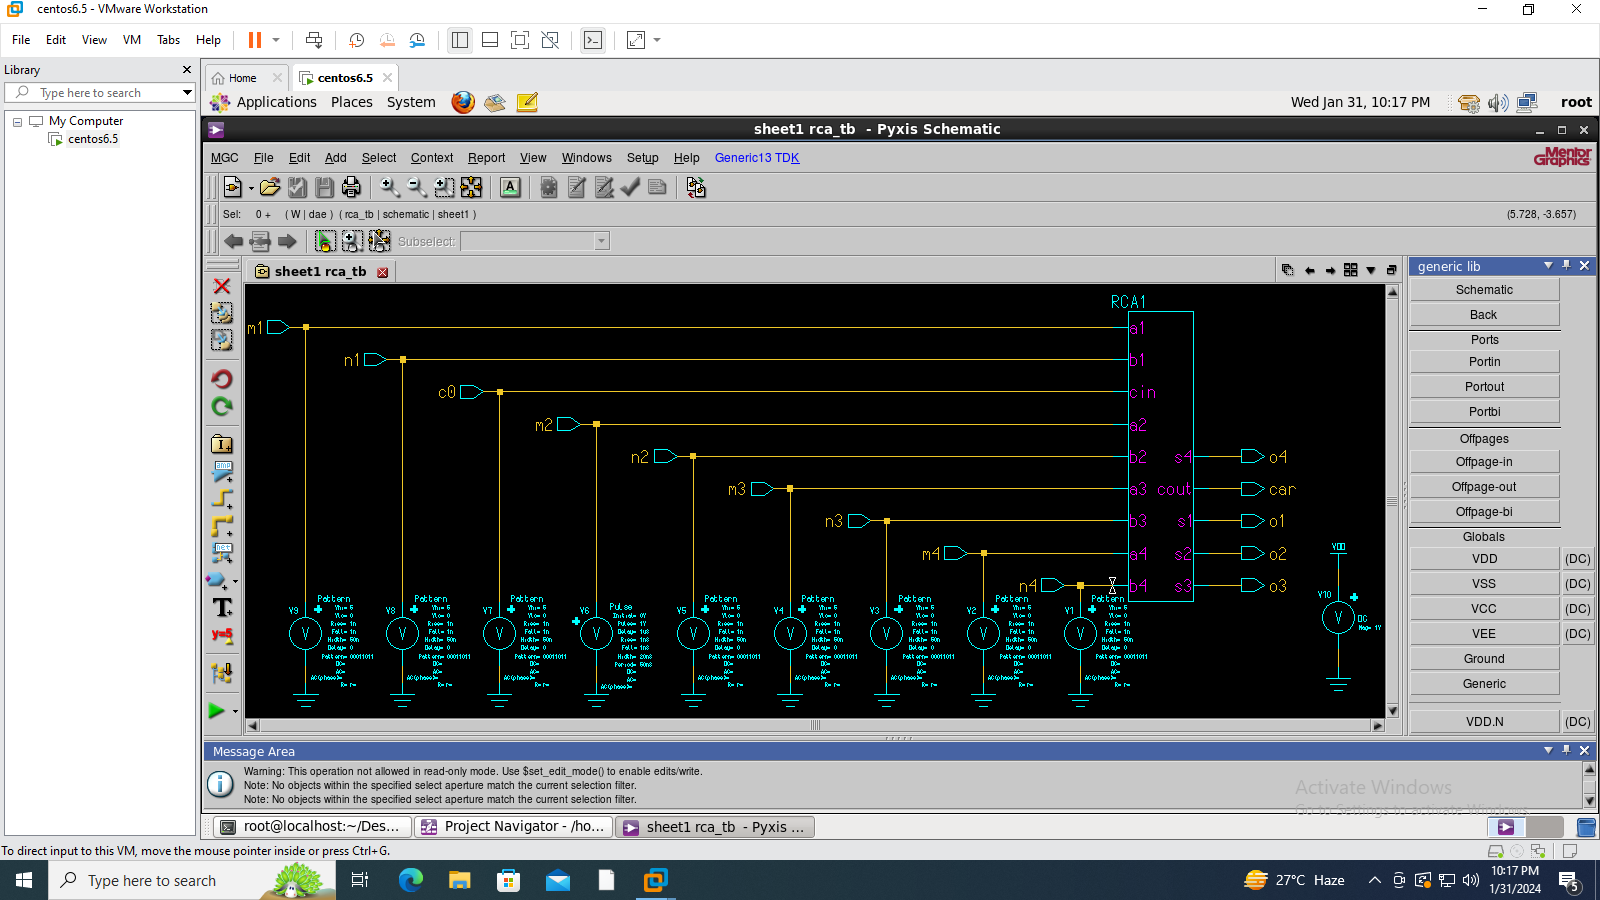 centos6.5 - VMware Workstation
File Edit View VM Tabs Help
Library
Type here to search
My Computer
centos6.5
Home
centos6.5
Applications Places System
Wed Jan 31, 10:17 PM
root
sheet1 rca_tb - Pyxis Schematic
MGC File Edit Add Select Context Report View Windows Setup Help Generic13 TDK
Mentor Graphics
Sel: 0 + ( W | dae ) ( rca_tb | schematic | sheet1 )
(5.728, -3.657)
Subselect:
sheet1 rca_tb
RCA1
m1 a1
n1 b1
c0 cin
m2 a2
n2 b2 s4 o4
m3 a3 cout car
n3 b3 s1 o1
m4 a4 s2 o2
n4 b4 s3 o3
V9 Pattern
V8 Pattern
V7 Pattern
V6 Pulse
V5 Pattern
V4 Pattern
V3 Pattern
V2 Pattern
V1 Pattern
VDD
V10
DC
V V V V V V V V V V
Pattern= 00011011
generic lib
Schematic
Back
Ports
Portin
Portout
Portbi
Offpages
Offpage-in
Offpage-out
Offpage-bi
Globals
VDD (DC)
VSS (DC)
VCC (DC)
VEE (DC)
Ground
Generic
VDD.N (DC)
T
y=5
Message Area
Warning: This operation not allowed in read-only mode. Use $set_edit_mode() to enable edits/write.
Note: No objects within the specified select aperture match the current selection filter.
Note: No objects within the specified select aperture match the current selection filter.
Activate Windows
Go to Settings to activate Windows.
root@localhost:~/Des...
Project Navigator - /ho...
sheet1 rca_tb - Pyxis ...
To direct input to this VM, move the mouse pointer inside or press Ctrl+G.
Type here to search
27°C Haze
10:17 PM
1/31/2024
5